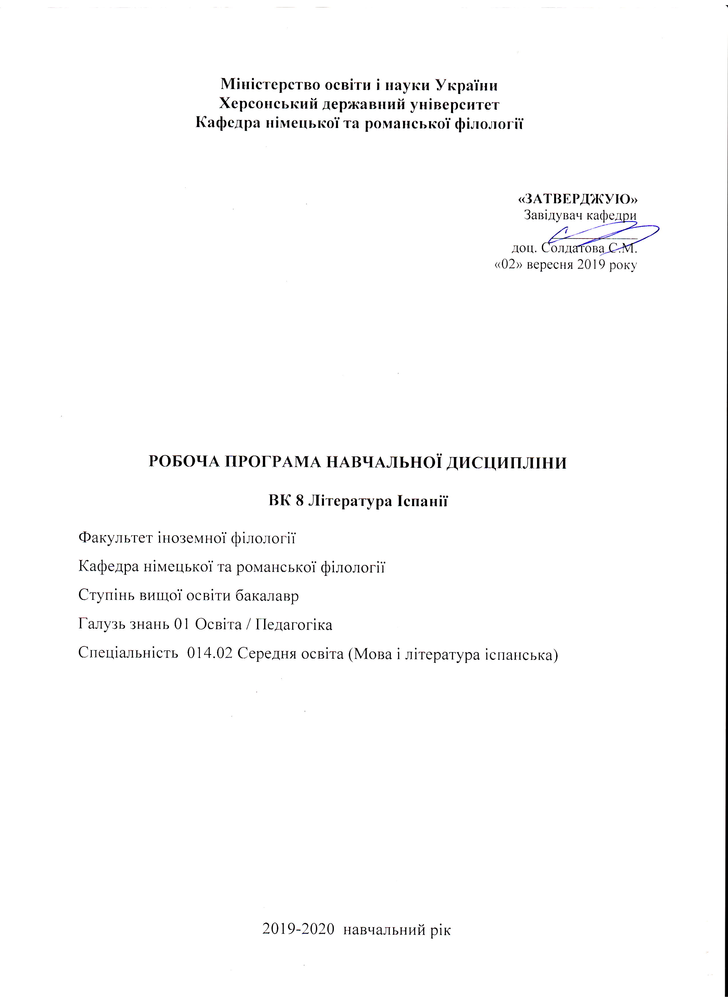 Міністерство освіти і науки України
Херсонський державний університет
Кафедра німецької та романської філології
«ЗАТВЕРДЖУЮ»
Завідувач кафедри
доц. Солдатова С.М.
«02» вересня 2019 року
РОБОЧА ПРОГРАМА НАВЧАЛЬНОЇ ДИСЦИПЛІНИ
ВК 8 Література Іспанії
Факультет іноземної філології
Кафедра німецької та романської філології
Ступінь вищої освіти бакалавр
Галузь знань 01 Освіта / Педагогіка
Спеціальність 014.02 Середня освіта (Мова і література іспанська)
2019-2020 навчальний рік